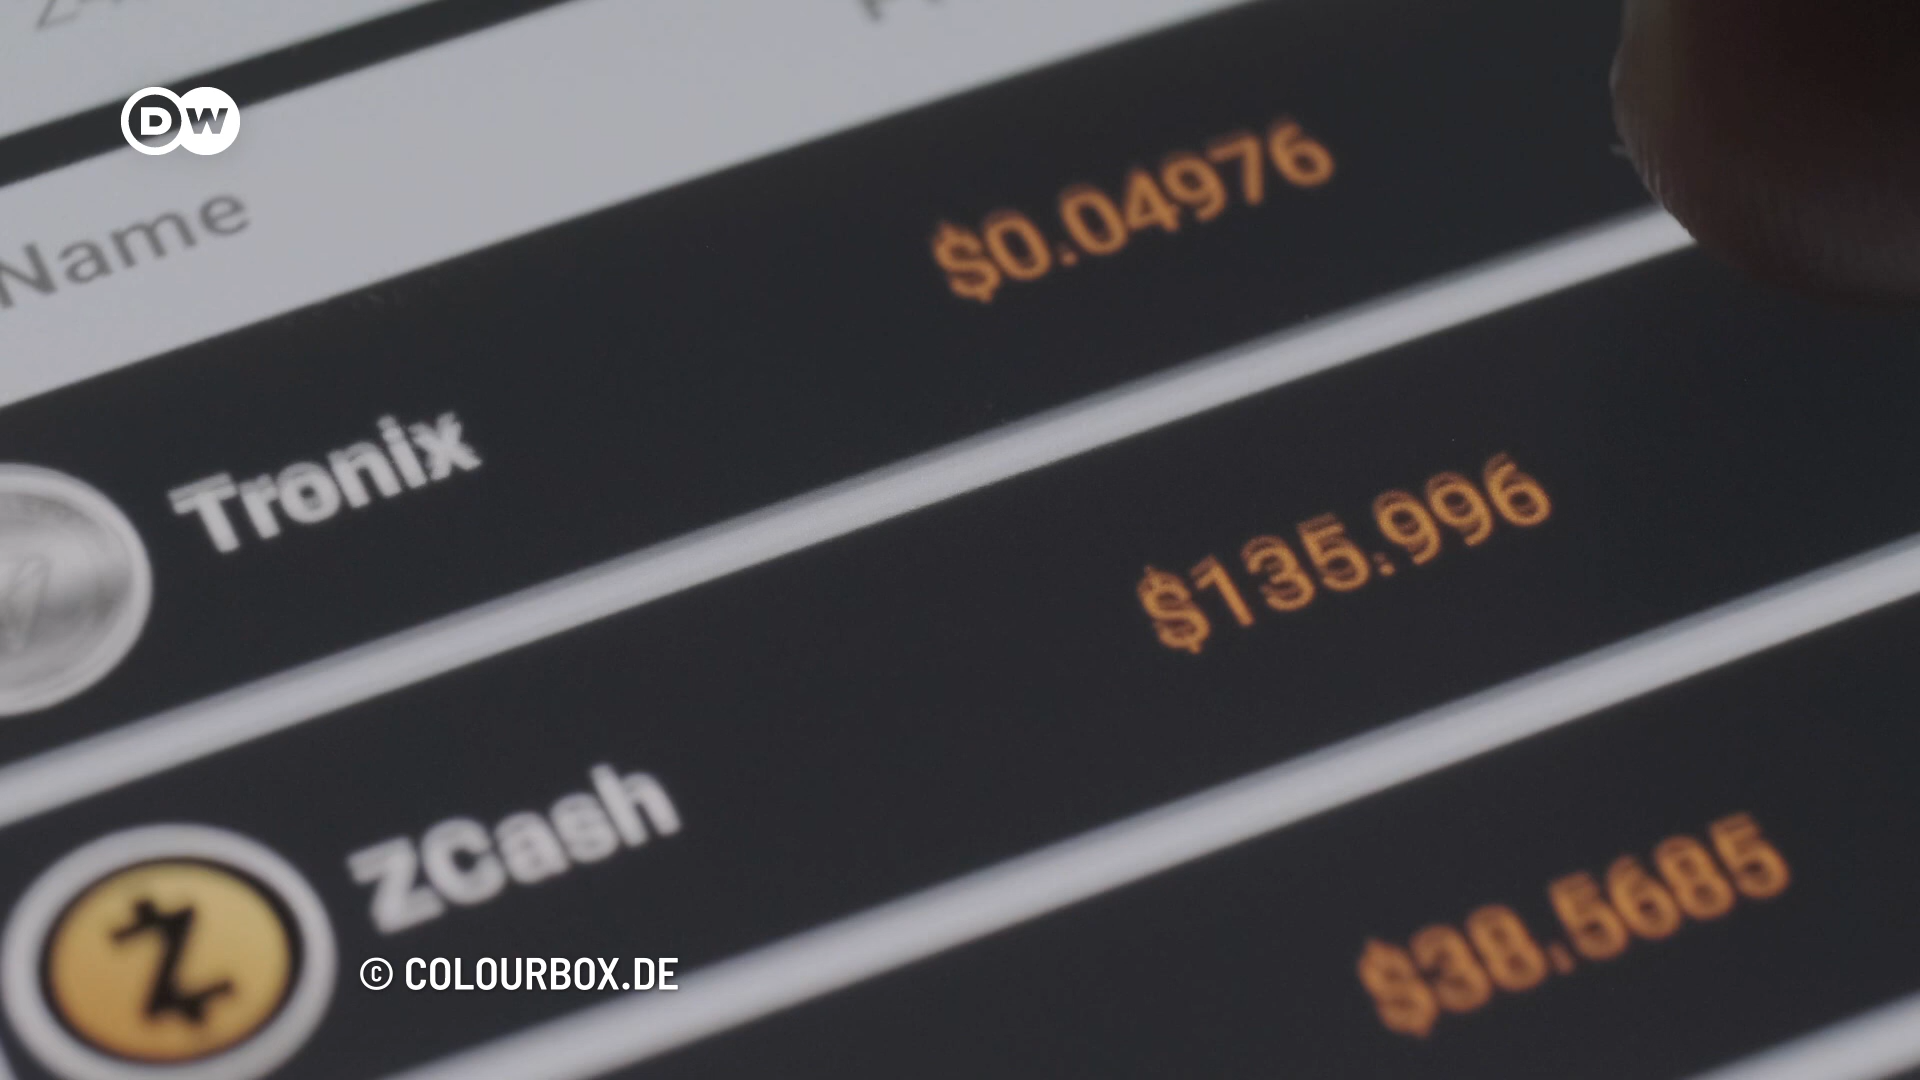 DW
Name
$0.04976
Tronix
$135.996
ZCash
$38.5685
© COLOURBOX.DE